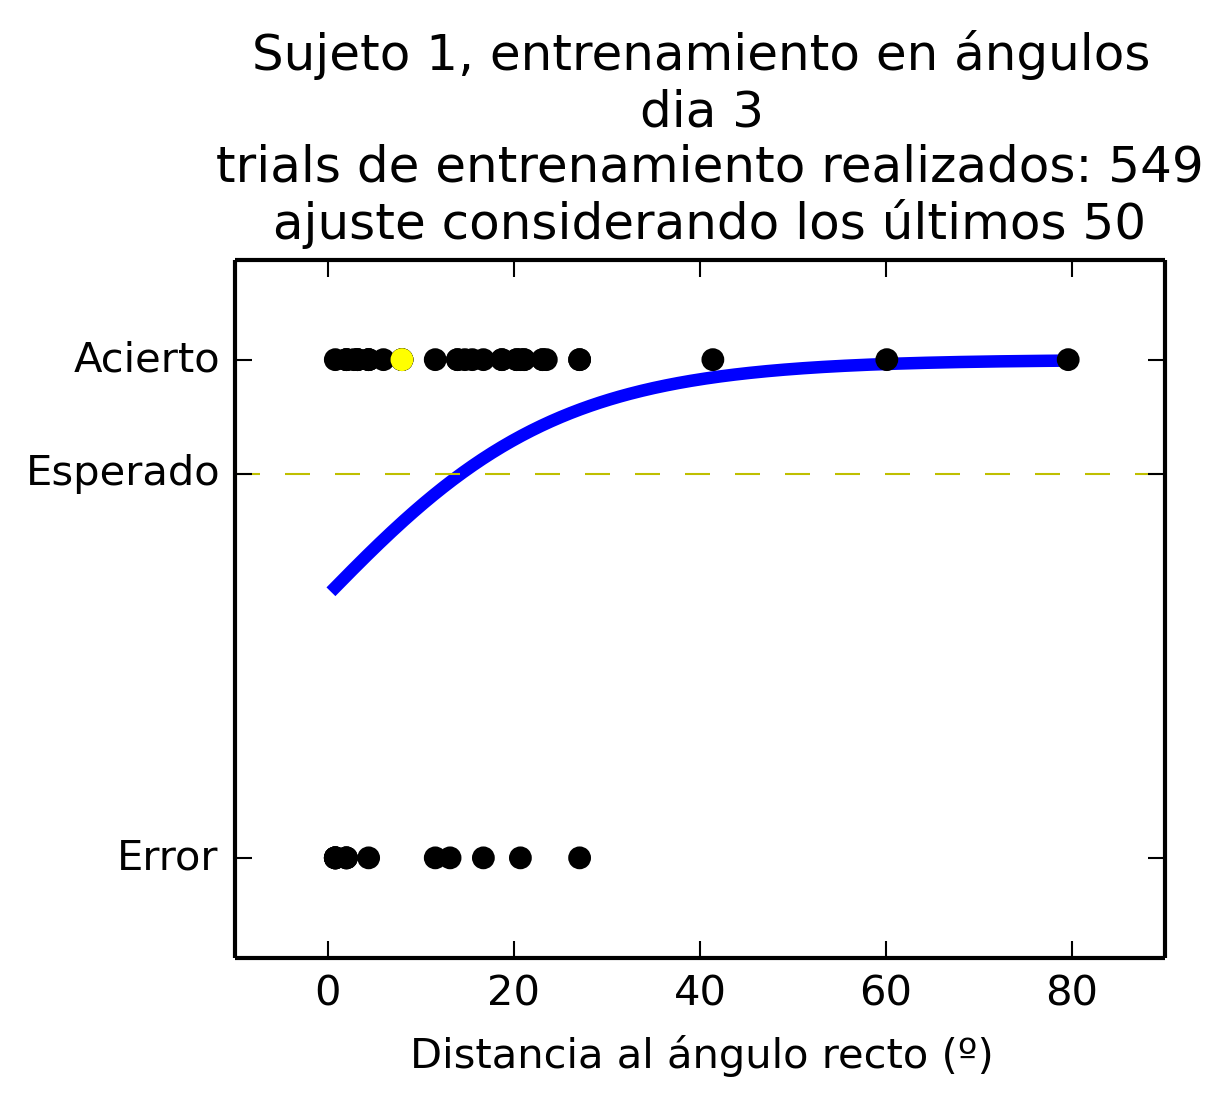 Sujeto 1, entrenamiento en ángulos
dia 3
trials de entrenamiento realizados: 549
ajuste considerando los últimos 50
Acierto
Esperado
Error
0 20 40 60 80
Distancia al ángulo recto (º)